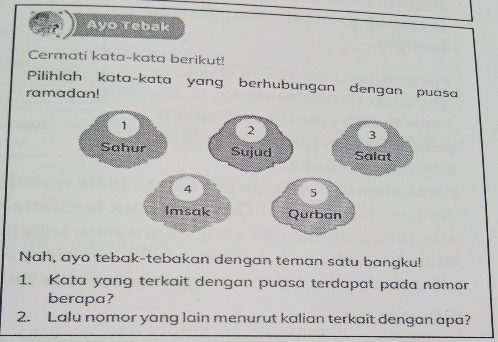 Ayo Tebak
Cermati kata-kata berikut!
Pilihlah kata-kata yang berhubungan dengan puasa
ramadan!
1
Sahur
2
Sujud
3
Salat
4
Imsak
5
Qurban
Nah, ayo tebak-tebakan dengan teman satu bangku!
1. Kata yang terkait dengan puasa terdapat pada nomor
berapa?
2. Lalu nomor yang lain menurut kalian terkait dengan apa?